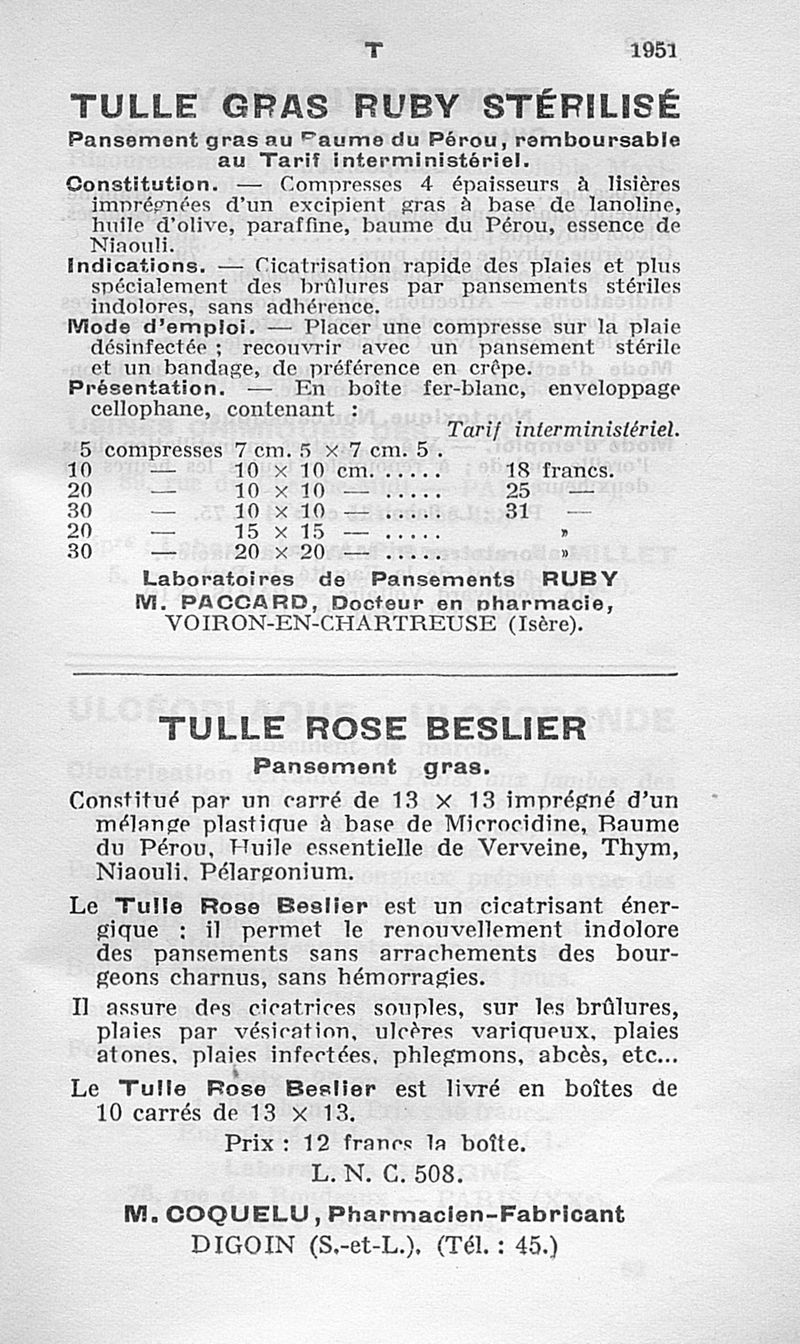 T 1951
TULLE GRAS RUBY STÉRILISÉ
Pansement gras au Paume du Pérou, remboursable
au Tarif interministériel.
Constitution. — Compresses 4 épaisseurs à lisières
imprégnées d'un excipient gras à base de lanoline,
huile d'olive, paraffine, baume du Pérou, essence de
Niaouli.
Indications. — Cicatrisation rapide des plaies et plus
spécialement des brûlures par pansements stériles
indolores, sans adhérence.
Mode d'emploi. — Placer une compresse sur la plaie
désinfectée ; recouvrir avec un pansement stérile
et un bandage, de préférence en crêpe.
Présentation. — En boîte fer-blanc, enveloppage
cellophane, contenant :
Tarif interministériel.
5 compresses 7 cm. 5 × 7 cm. 5 .
10 — 10 × 10 cm. . . . . 18 francs.
20 — 10 × 10 — . . . . . 25 —
30 — 10 × 10 — . . . . . 31 —
20 — 15 × 15 — . . . . . »
30 — 20 × 20 — . . . . . »
Laboratoires de Pansements RUBY
M. PACCARD, Docteur en pharmacie,
VOIRON-EN-CHARTREUSE (Isère).
TULLE ROSE BESLIER
Pansement gras.
Constitué par un carré de 13 × 13 imprégné d'un
mélange plastique à base de Microcidine, Baume
du Pérou, Huile essentielle de Verveine, Thym,
Niaouli, Pélargonium.
Le Tulle Rose Beslier est un cicatrisant éner-
gique : il permet le renouvellement indolore
des pansements sans arrachements des bour-
geons charnus, sans hémorragies.
Il assure des cicatrices souples, sur les brûlures,
plaies par vésication, ulcères variqueux, plaies
atones, plaies infectées, phlegmons, abcès, etc...
Le Tulle Rose Beslier est livré en boîtes de
10 carrés de 13 × 13.
Prix : 12 francs la boîte.
L. N. C. 508.
M. COQUELU, Pharmacien-Fabricant
DIGOIN (S.-et-L.). (Tél. : 45.)